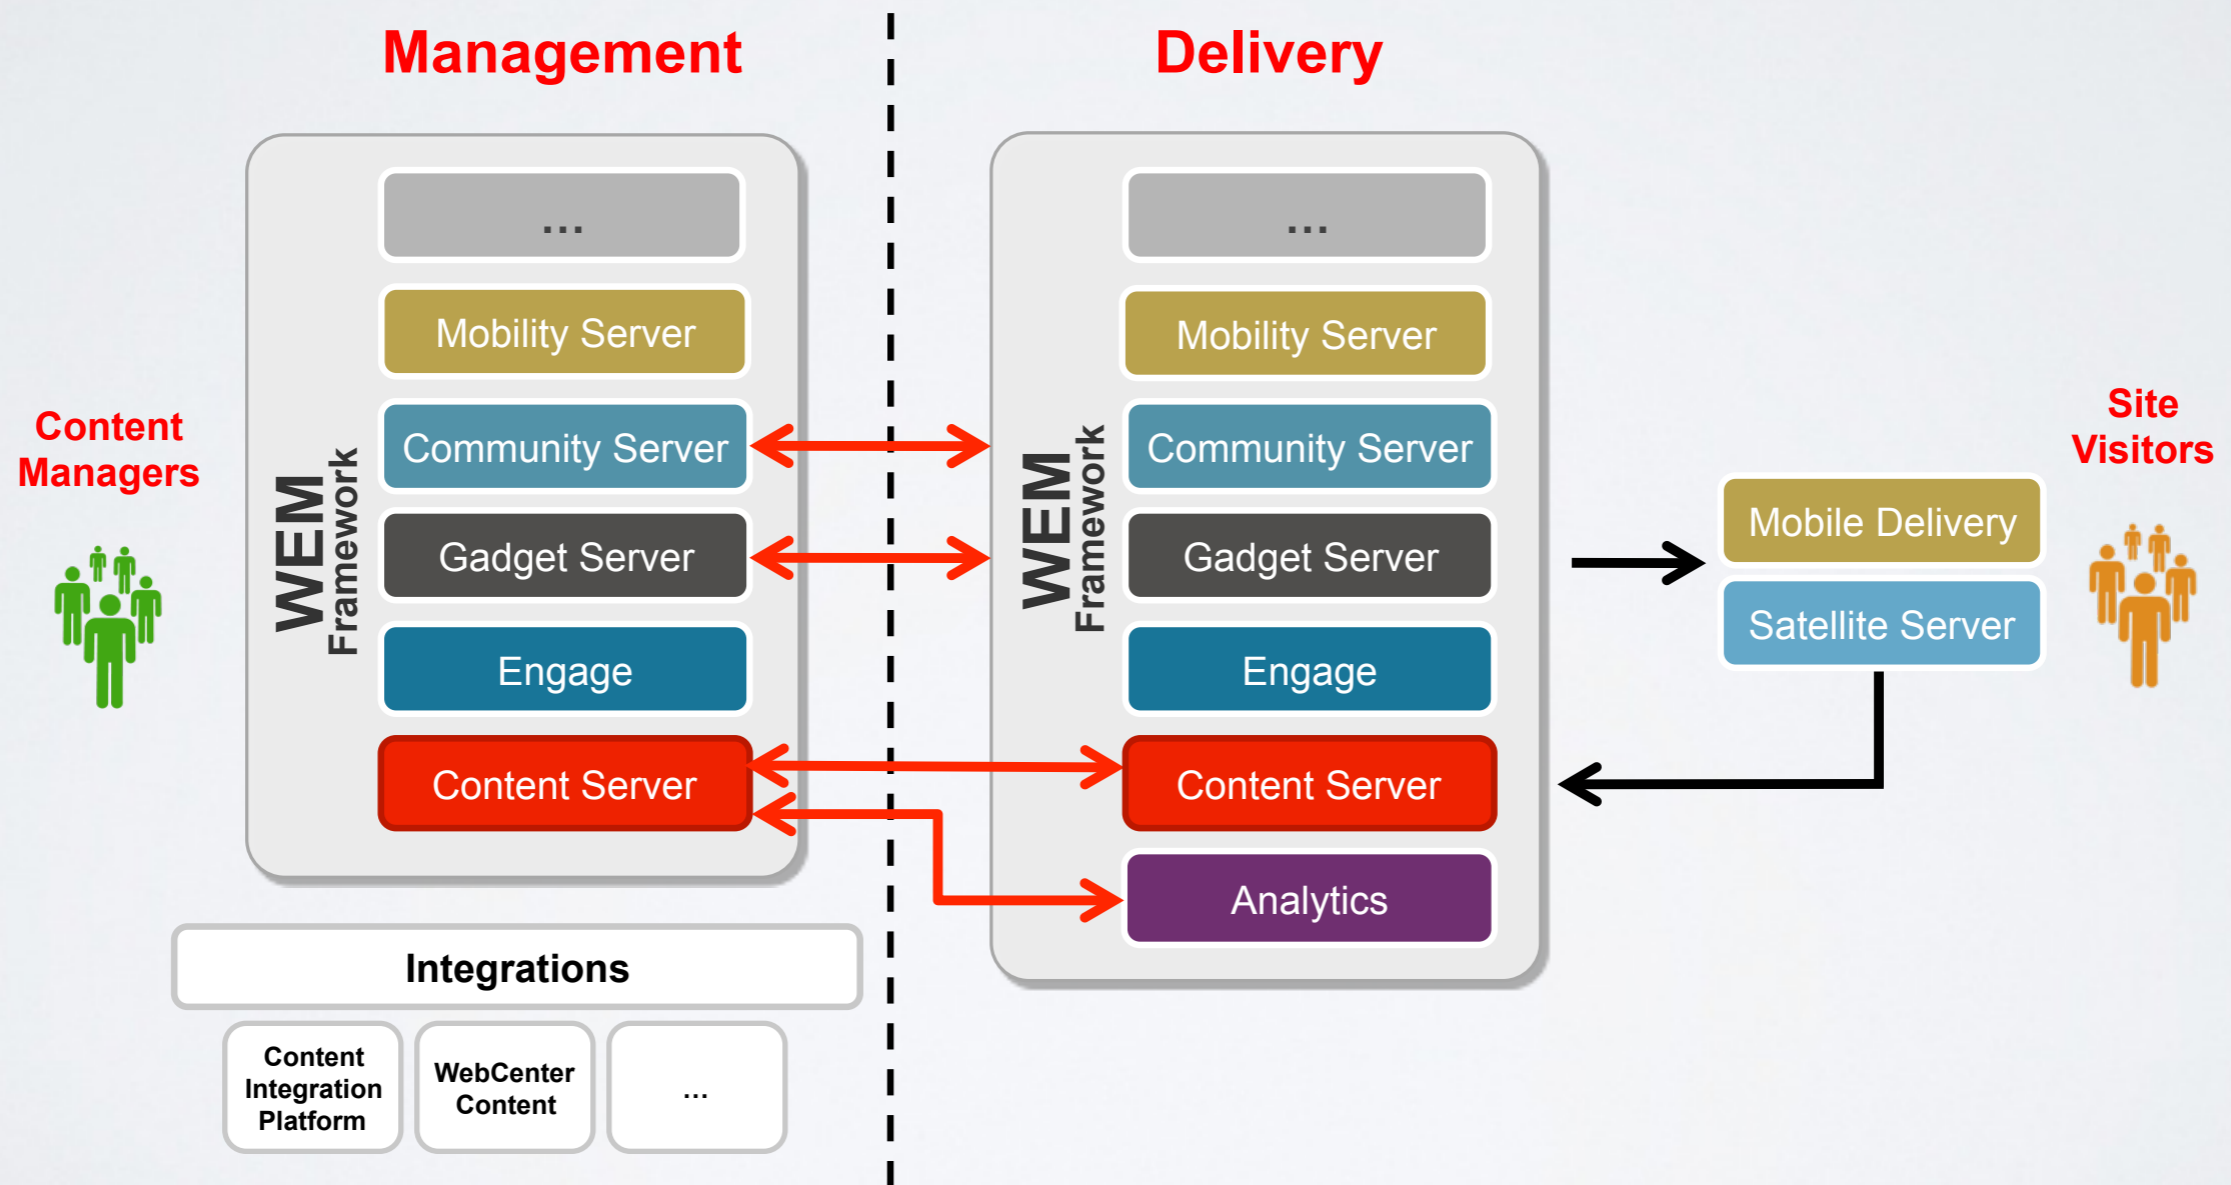 Management
Delivery
Content
Managers
WEM
Framework
...
Mobility Server
Community Server
Gadget Server
Engage
Content Server
Integrations
Content
Integration
Platform
WebCenter
Content
...
WEM
Framework
...
Mobility Server
Community Server
Gadget Server
Engage
Content Server
Analytics
Mobile Delivery
Satellite Server
Site
Visitors